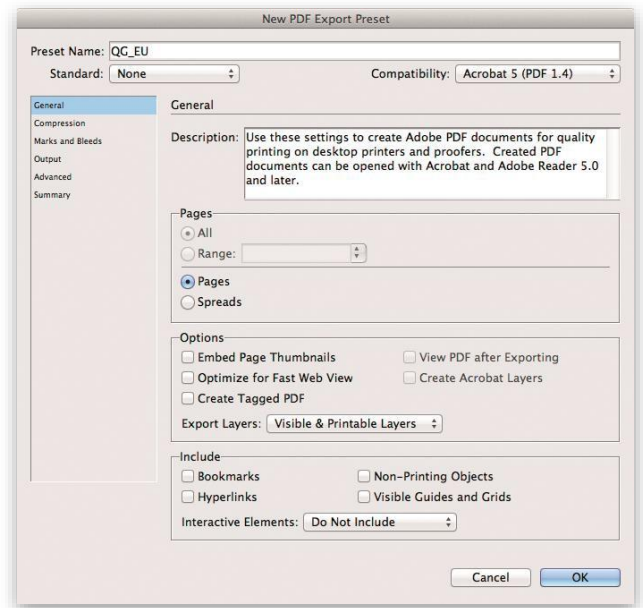 New PDF Export Preset
Preset Name: QG_EU
Standard: None Compatibility: Acrobat 5 (PDF 1.4)
General
Compression
Marks and Bleeds
Output
Advanced
Summary
General
Description: Use these settings to create Adobe PDF documents for quality
printing on desktop printers and proofers.  Created PDF
documents can be opened with Acrobat and Adobe Reader 5.0
and later.
Pages
All
Range:
Pages
Spreads
Options
Embed Page Thumbnails View PDF after Exporting
Optimize for Fast Web View Create Acrobat Layers
Create Tagged PDF
Export Layers: Visible & Printable Layers
Include
Bookmarks Non-Printing Objects
Hyperlinks Visible Guides and Grids
Interactive Elements: Do Not Include
Cancel OK